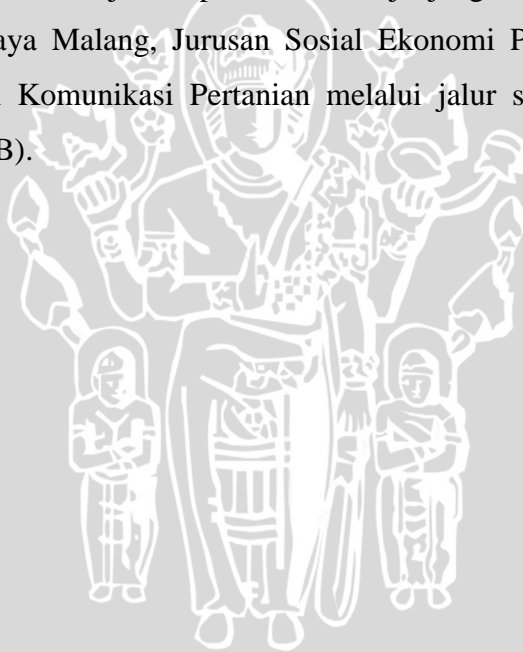 aya Malang, Jurusan Sosial Ekonomi P
Komunikasi Pertanian melalui jalur s
B).